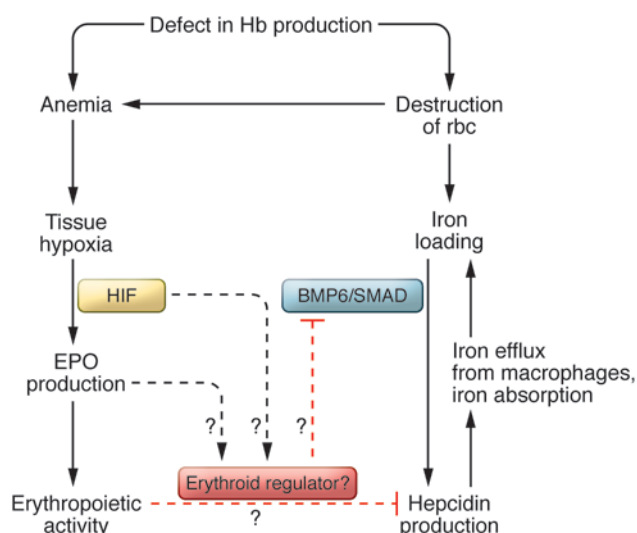 Defect in Hb production
Anemia
Destruction
of rbc
Tissue
hypoxia
Iron
loading
HIF
BMP6/SMAD
EPO
production
Iron efflux
from macrophages,
iron absorption
?
?
?
Erythroid regulator?
Erythropoietic
activity
?
Hepcidin
production